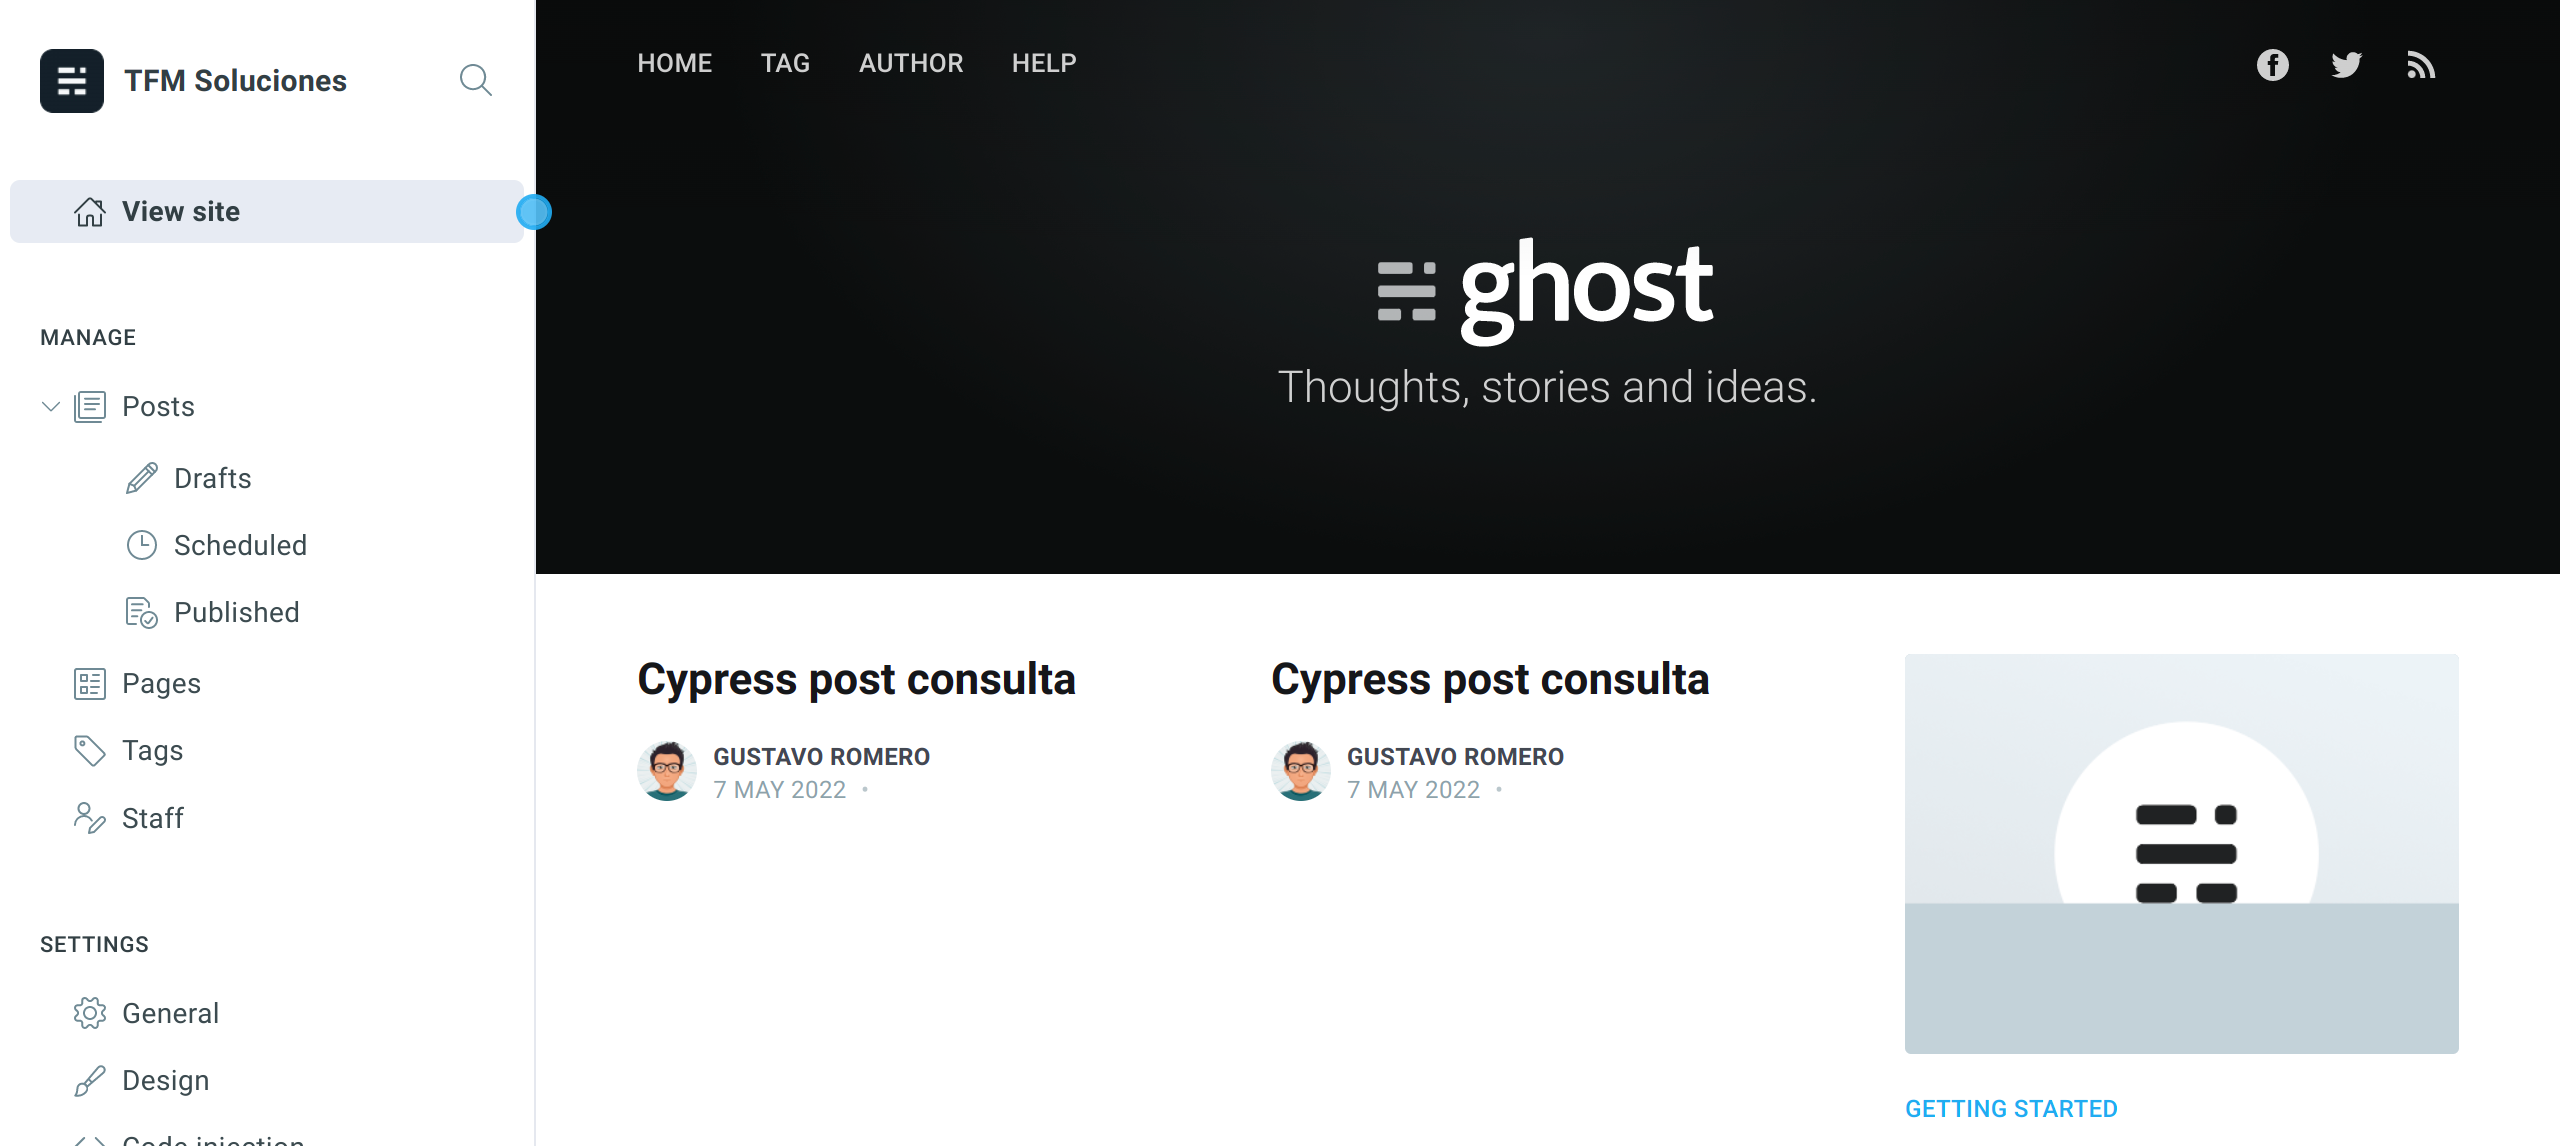 TFM Soluciones
View site
MANAGE
Posts
Drafts
Scheduled
Published
Pages
Tags
Staff
SETTINGS
General
Design
Code injection
HOME TAG AUTHOR HELP
ghost
Thoughts, stories and ideas.
Cypress post consulta
GUSTAVO ROMERO
7 MAY 2022 •
Cypress post consulta
GUSTAVO ROMERO
7 MAY 2022 •
GETTING STARTED